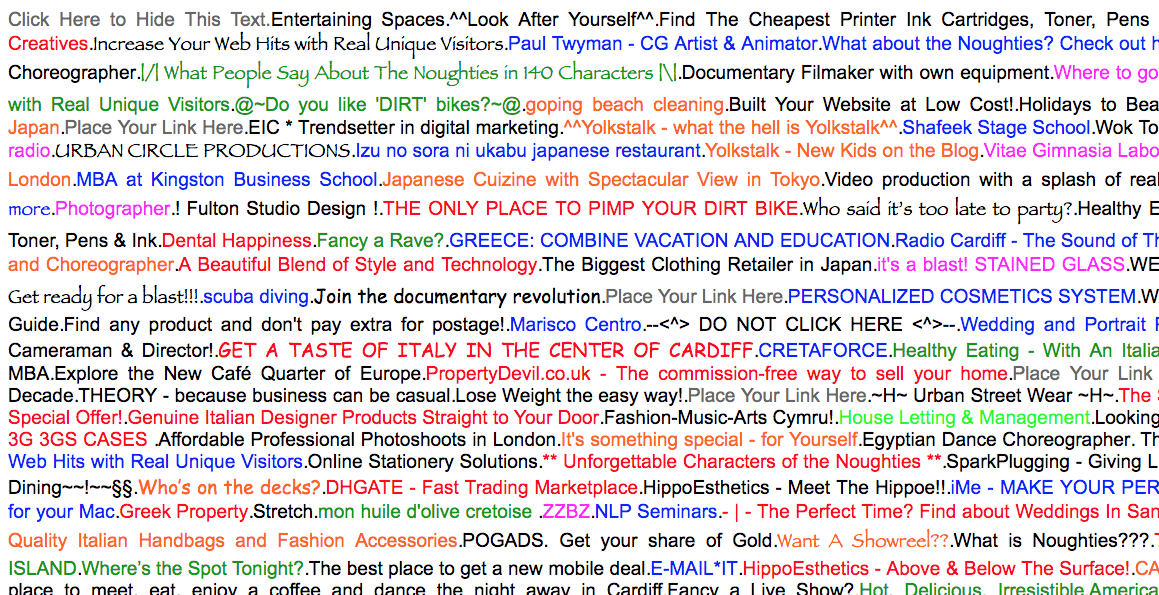 Click Here to Hide This Text.Entertaining Spaces.^^Look After Yourself^^.Find The Cheapest Printer Ink Cartridges, Toner, Pens
Creatives.Increase Your Web Hits with Real Unique Visitors.Paul Twyman - CG Artist & Animator.What about the Noughties? Check out
Choreographer.|/| What People Say About The Noughties in 140 Characters |\|.Documentary Filmaker with own equipment.Where to go
with Real Unique Visitors.@~Do you like 'DIRT' bikes?~@.goping beach cleaning.Built Your Website at Low Cost!.Holidays to
Japan.Place Your Link Here.EIC * Trendsetter in digital marketing.^^Yolkstalk - what the hell is Yolkstalk^^.Shafeek Stage School.Wok
radio.URBAN CIRCLE PRODUCTIONS.Izu no sora ni ukabu japanese restaurant.Yolkstalk - New Kids on the Blog.Vitae Gimnasia
London.MBA at Kingston Business School.Japanese Cuizine with Spectacular View in Tokyo.Video production with a splash of
more.Photographer.! Fulton Studio Design !.THE ONLY PLACE TO PIMP YOUR DIRT BIKE.Who said it's too late to party?.Healthy
Toner, Pens & Ink.Dental Happiness.Fancy a Rave?.GREECE: COMBINE VACATION AND EDUCATION.Radio Cardiff - The Sound of
and Choreographer.A Beautiful Blend of Style and Technology.The Biggest Clothing Retailer in Japan.it's a blast! STAINED GLASS.WE
Get ready for a blast!!!.scuba diving.Join the documentary revolution.Place Your Link Here.PERSONALIZED COSMETICS SYSTEM.
Guide.Find any product and don't pay extra for postage!.Marisco Centro.--<^> DO NOT CLICK HERE <^>--.Wedding and Portrait
Cameraman & Director!.GET A TASTE OF ITALY IN THE CENTER OF CARDIFF.CRETAFORCE.Healthy Eating - With An
MBA.Explore the New Café Quarter of Europe.PropertyDevil.co.uk - The commission-free way to sell your home.Place Your Link
Decade.THEORY - because business can be casual.Lose Weight the easy way!.Place Your Link Here.~H~ Urban Street Wear ~H~.The
Special Offer!.Genuine Italian Designer Products Straight to Your Door.Fashion-Music-Arts Cymru!.House Letting & Management.Looking
3G 3GS CASES .Affordable Professional Photoshoots in London.It's something special - for Yourself.Egyptian Dance Choreographer.
Web Hits with Real Unique Visitors.Online Stationery Solutions.** Unforgettable Characters of the Noughties **.SparkPlugging - Giving
Dining~~!~~§§.Who's on the decks?.DHGATE - Fast Trading Marketplace.HippoEsthetics - Meet The Hippoe!!.iMe - MAKE YOUR
for your Mac.Greek Property.Stretch.mon huile d'olive cretoise .ZZBZ.NLP Seminars.- | - The Perfect Time? Find about Weddings In
Quality Italian Handbags and Fashion Accessories.POGADS. Get your share of Gold.Want A Showreel??.What is Noughties???.
ISLAND.Where's the Spot Tonight?.The best place to get a new mobile deal.E-MAIL*IT.HippoEsthetics - Above & Below The Surface!.
place to meet, eat, enjoy a coffee and dance the night away in Cardiff.Fancy a Live Show?.Hot, Delicious, Irresistible.